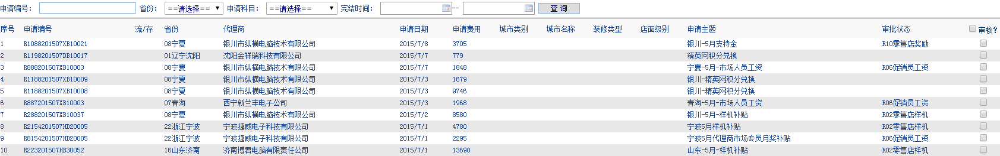 申请编号： 省份： ==请选择== 申请科目： ==请选择== 完结时间： -- 查 询
序号 申请编号 流/存 省份 代理商 申请日期 申请费用 城市类别 城市名称 装修类型 店面级别 申请主题 审批状态 审核？
1 R1088201507XB10021 08宁夏 银川市纵横电脑技术有限公司 2015/7/8 3705 银川-5月支持金 R10零售店奖励
2 R1198201507DB10017 01辽宁沈阳 沈阳金祥瑞科技有限公司 2015/7/7 779 精英网积分兑换
3 R888201507XB10003 08宁夏 银川市纵横电脑技术有限公司 2015/7/7 1848 宁夏-5月-市场人员工资 R06促销员工资
4 R1188201507XB10009 08宁夏 银川市纵横电脑技术有限公司 2015/7/3 1679 银川-精英网积分兑换
5 R1188201507XB10008 08宁夏 银川市纵横电脑技术有限公司 2015/7/3 9746 银川-精英网积分兑换
6 R887201507XB10003 07青海 西宁新兰丰电子公司 2015/7/3 1968 青海-5月-市场人员工资 R06促销员工资
7 R288201507XB10037 08宁夏 银川市纵横电脑技术有限公司 2015/7/2 8580 银川-5月-样机补贴 R02零售店样机
8 R2154201507HD20005 22浙江宁波 宁波捷威电子科技有限公司 2015/7/1 4780 宁波5月样机补贴 R02零售店样机
9 R8154201507HD20005 22浙江宁波 宁波捷威电子科技有限公司 2015/7/1 2295 宁波5月代理商市场专员月奖补贴 R06促销员工资
10 R223201507HB30052 16山东济南 济南博君电脑有限责任公司 2015/7/1 13690 山东-5月-样机补贴 R02零售店样机